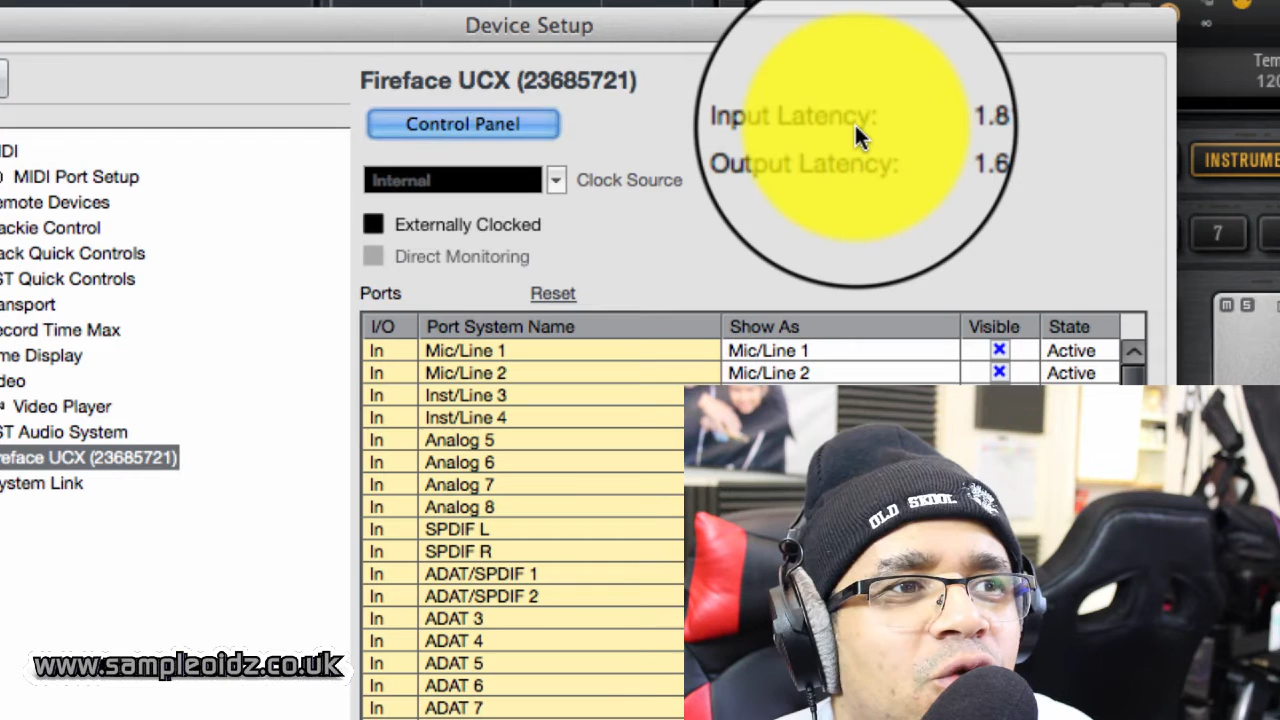 Device Setup
Fireface UCX (23685721)
Control Panel
Input Latency: 1.8
Output Latency: 1.6
Internal
Clock Source
Externally Clocked
Direct Monitoring
Ports
Reset
I/O Port System Name Show As Visible State
In Mic/Line 1 Mic/Line 1 Active
In Mic/Line 2 Mic/Line 2 Active
In Inst/Line 3
In Inst/Line 4
In Analog 5
In Analog 6
In Analog 7
In Analog 8
In SPDIF L
In SPDIF R
In ADAT/SPDIF 1
In ADAT/SPDIF 2
In ADAT 3
In ADAT 4
In ADAT 5
In ADAT 6
In ADAT 7
IDI
MIDI Port Setup
emote Devices
ackie Control
ack Quick Controls
ST Quick Controls
ansport
ecord Time Max
me Display
deo
Video Player
ST Audio System
reface UCX (23685721)
ystem Link
Tem
120
INSTRUME
7
M S
OLD SKOOL
www.sampleoidz.co.uk